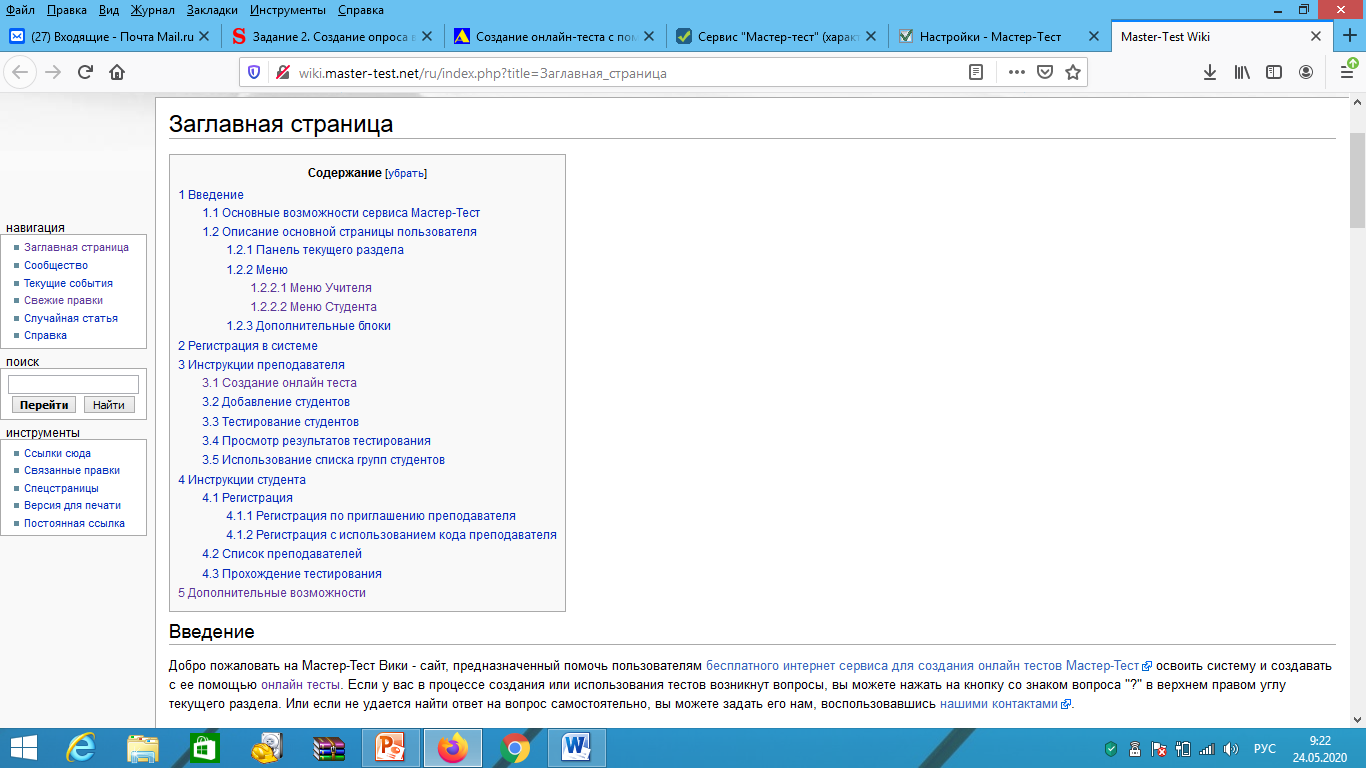 Файл Правка Вид Журнал Закладки Инструменты Справка
(27) Входящие - Почта Mail.ru
Задание 2. Создание опроса в
Создание онлайн-теста с пом
Сервис "Мастер-тест" (харак
Настройки - Мастер-Тест
Master-Test Wiki
wiki.master-test.net/ru/index.php?title=Заглавная_страница
Заглавная страница
Содержание [убрать]
1 Введение
1.1 Основные возможности сервиса Мастер-Тест
1.2 Описание основной страницы пользователя
1.2.1 Панель текущего раздела
1.2.2 Меню
1.2.2.1 Меню Учителя
1.2.2.2 Меню Студента
1.2.3 Дополнительные блоки
2 Регистрация в системе
3 Инструкции преподавателя
3.1 Создание онлайн теста
3.2 Добавление студентов
3.3 Тестирование студентов
3.4 Просмотр результатов тестирования
3.5 Использование списка групп студентов
4 Инструкции студента
4.1 Регистрация
4.1.1 Регистрация по приглашению преподавателя
4.1.2 Регистрация с использованием кода преподавателя
4.2 Список преподавателей
4.3 Прохождение тестирования
5 Дополнительные возможности
навигация
Заглавная страница
Сообщество
Текущие события
Свежие правки
Случайная статья
Справка
поиск
Перейти Найти
инструменты
Ссылки сюда
Связанные правки
Спецстраницы
Версия для печати
Постоянная ссылка
Введение
Добро пожаловать на Мастер-Тест Вики - сайт, предназначенный помочь пользователям бесплатного интернет сервиса для создания онлайн тестов Мастер-Тест освоить систему и создавать
с ее помощью онлайн тесты. Если у вас в процессе создания или использования тестов возникнут вопросы, вы можете нажать на кнопку со знаком вопроса "?" в верхнем правом углу
текущего раздела. Или если не удается найти ответ на вопрос самостоятельно, вы можете задать его нам, воспользовавшись нашими контактами.
РУС
9:22
24.05.2020